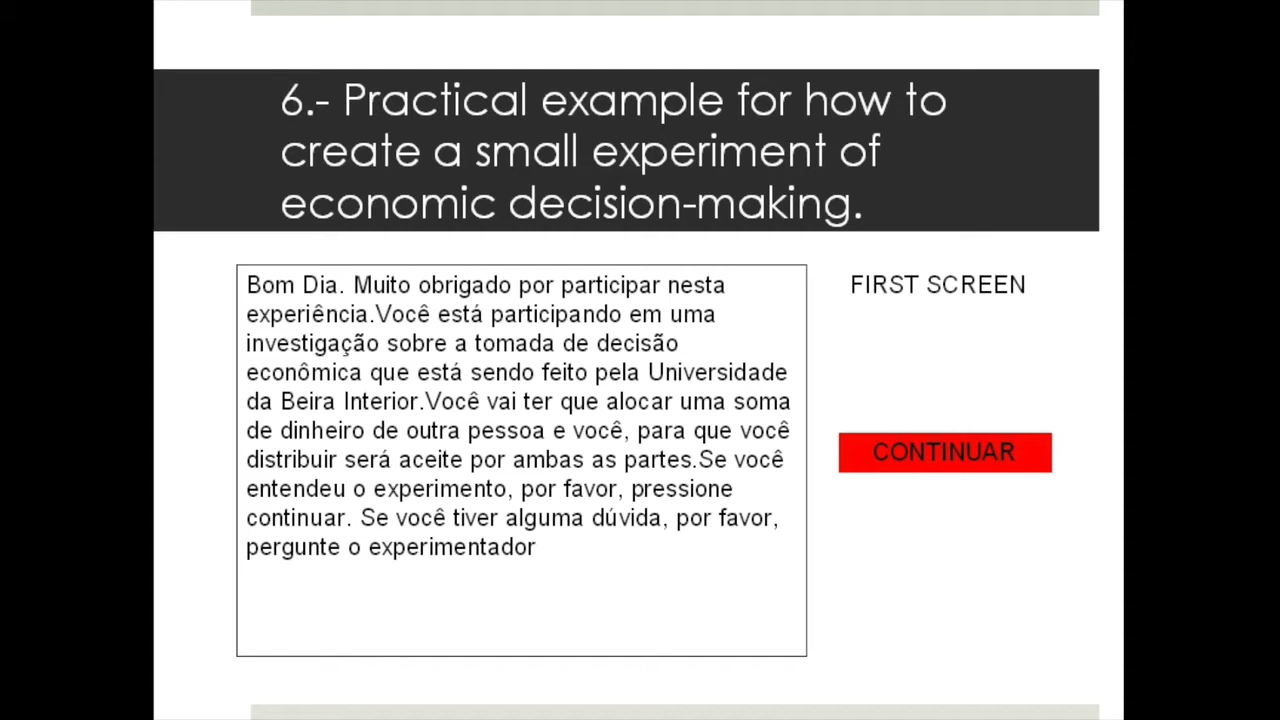 6.- Practical example for how to
create a small experiment of
economic decision-making.
Bom Dia. Muito obrigado por participar nesta
experiência.Você está participando em uma
investigação sobre a tomada de decisão
econômica que está sendo feito pela Universidade
da Beira Interior.Você vai ter que alocar uma soma
de dinheiro de outra pessoa e você, para que você
distribuir será aceite por ambas as partes.Se você
entendeu o experimento, por favor, pressione
continuar. Se você tiver alguma dúvida, por favor,
pergunte o experimentador
FIRST SCREEN
CONTINUAR